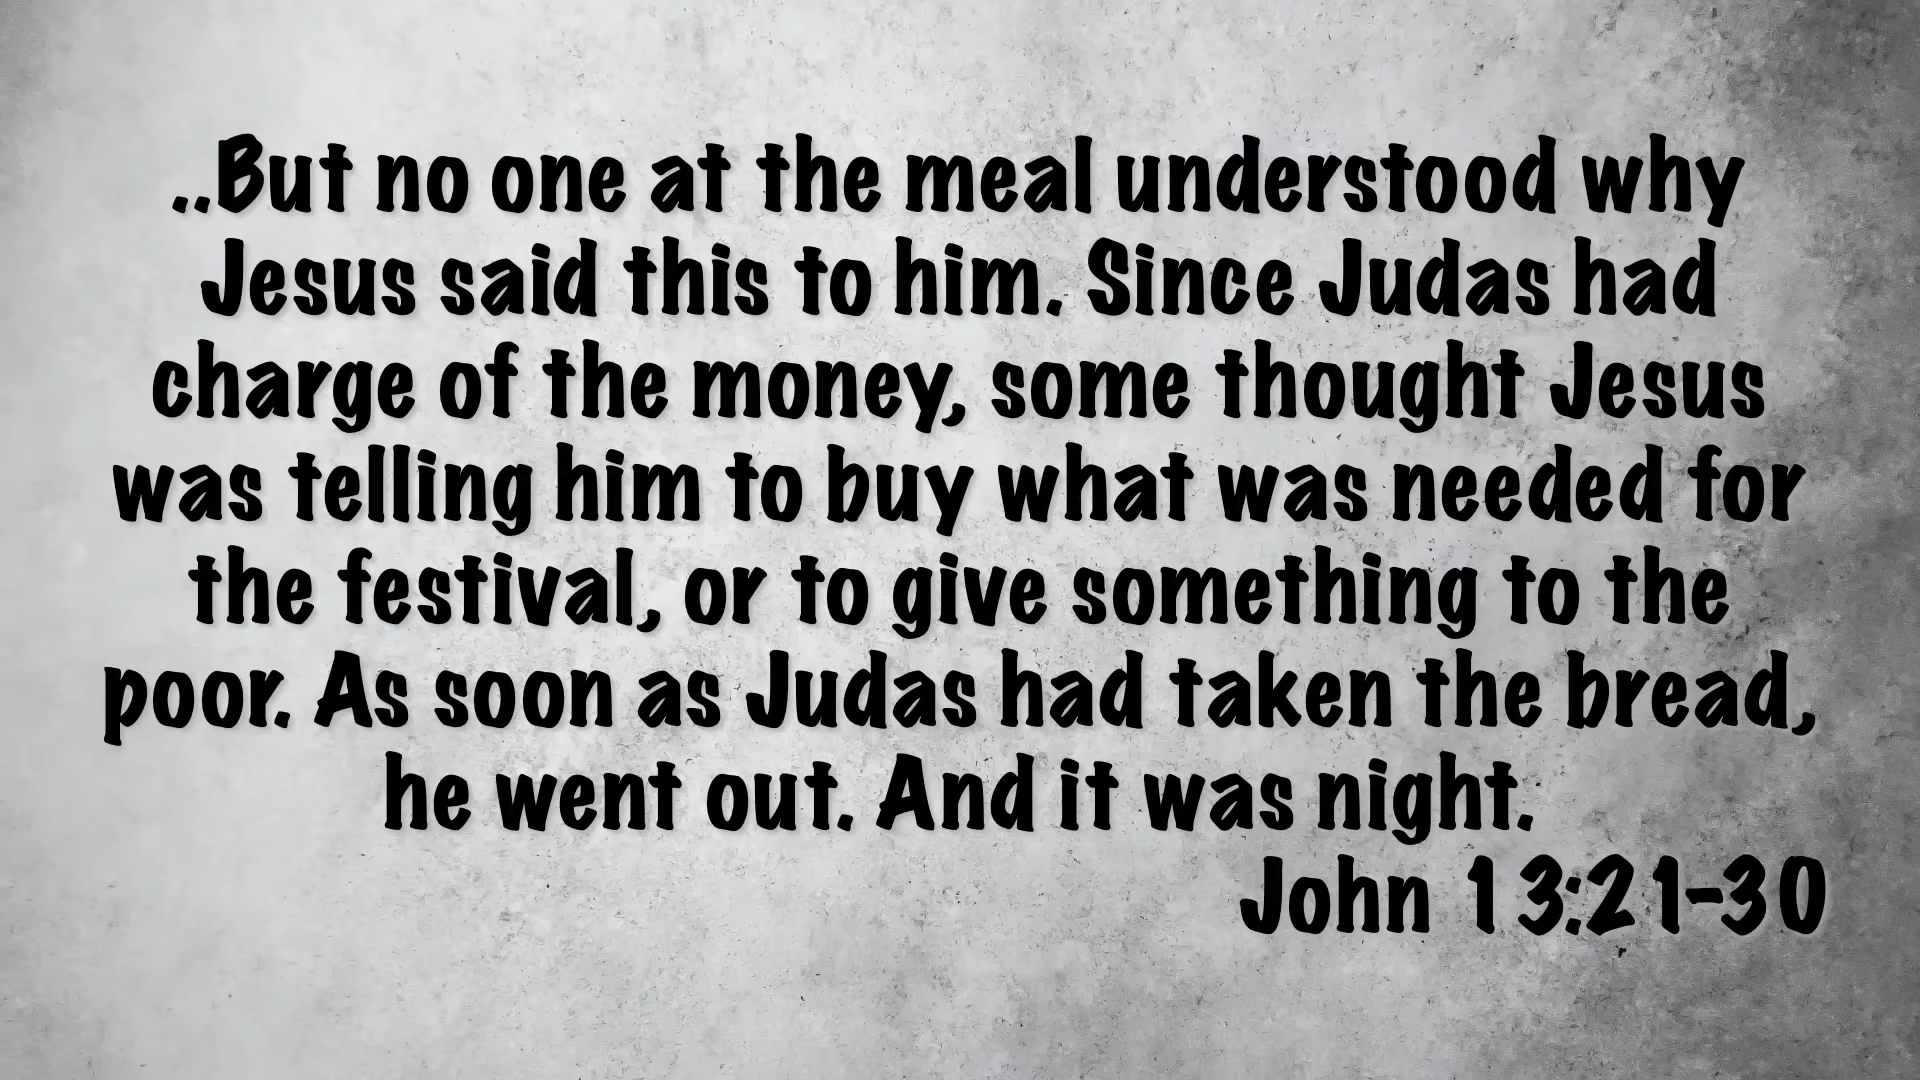 ..But no one at the meal understood why
Jesus said this to him. Since Judas had
charge of the money, some thought Jesus
was telling him to buy what was needed for
the festival, or to give something to the
poor. As soon as Judas had taken the bread,
he went out. And it was night.
John 13:21-30